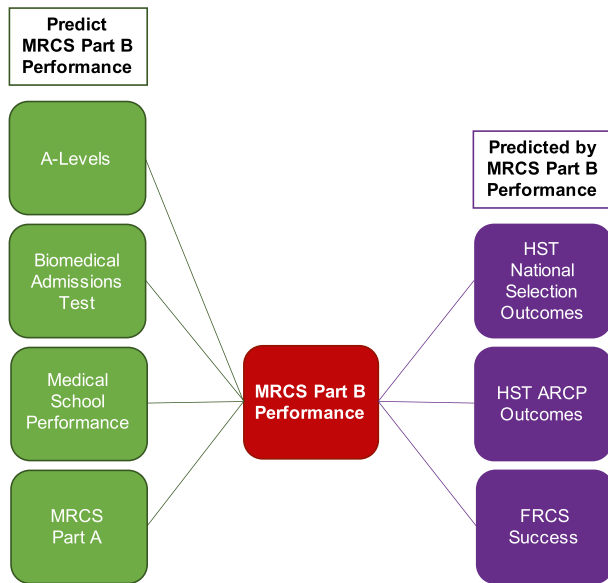 Predict
MRCS Part B
Performance
A-Levels
Biomedical
Admissions
Test
Medical
School
Performance
MRCS
Part A
MRCS Part B
Performance
Predicted by
MRCS Part B
Performance
HST
National
Selection
Outcomes
HST ARCP
Outcomes
FRCS
Success